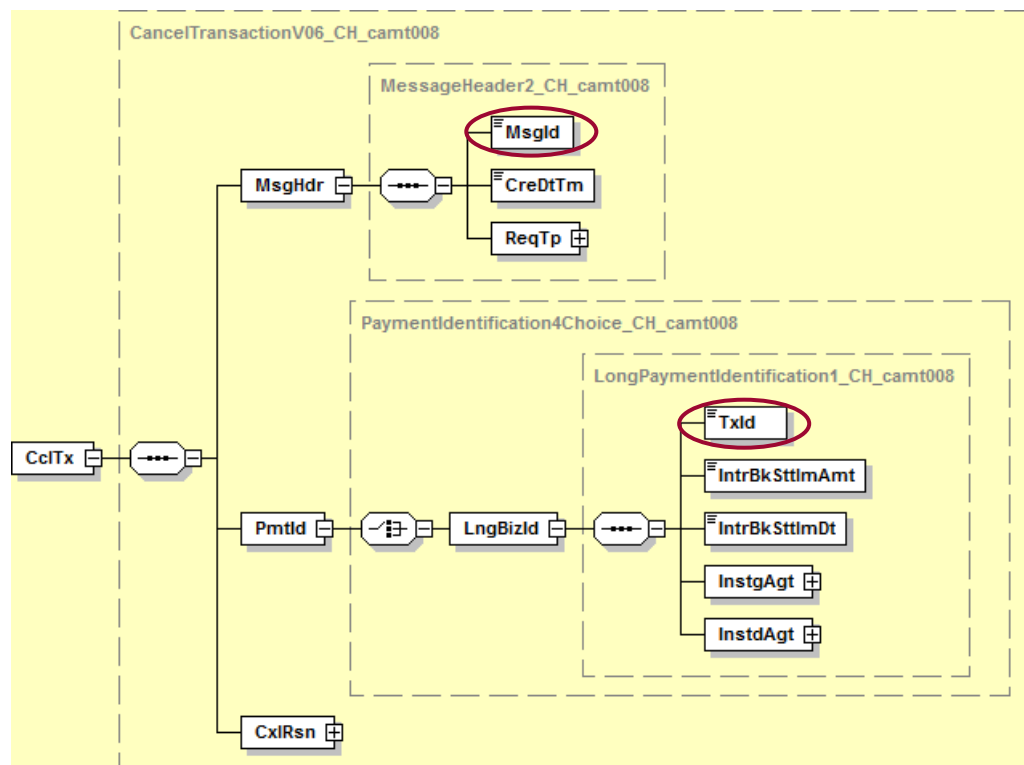 CancelTransactionV06_CH_camt008
MessageHeader2_CH_camt008
MsgId
MsgHdr
CreDtTm
ReqTp
PaymentIdentification4Choice_CH_camt008
LongPaymentIdentification1_CH_camt008
TxId
CclTx
IntrBkSttlmAmt
PmtId
LngBizId
IntrBkSttlmDt
InstgAgt
InstdAgt
CxlRsn